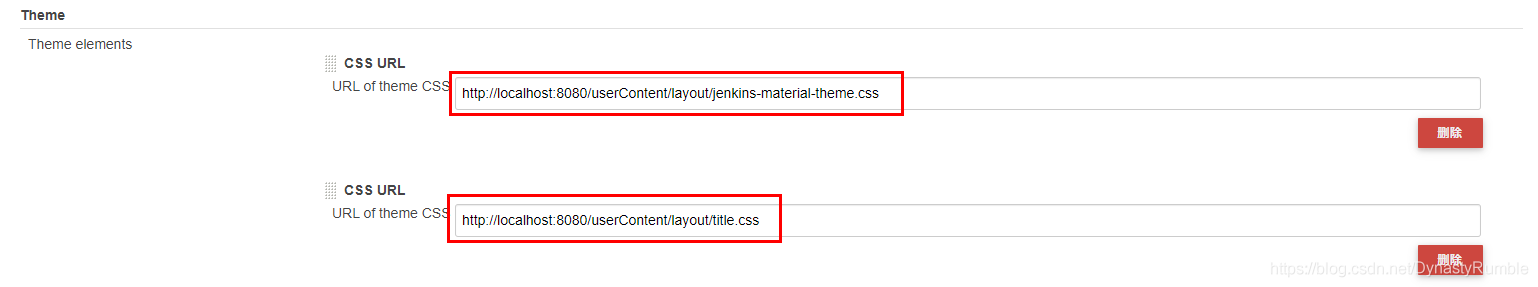 Theme
Theme elements
CSS URL
URL of theme CSS
http://localhost:8080/userContent/layout/jenkins-material-theme.css
删除
CSS URL
URL of theme CSS
http://localhost:8080/userContent/layout/title.css
删除
https://blog.csdn.net/DynastyRumble